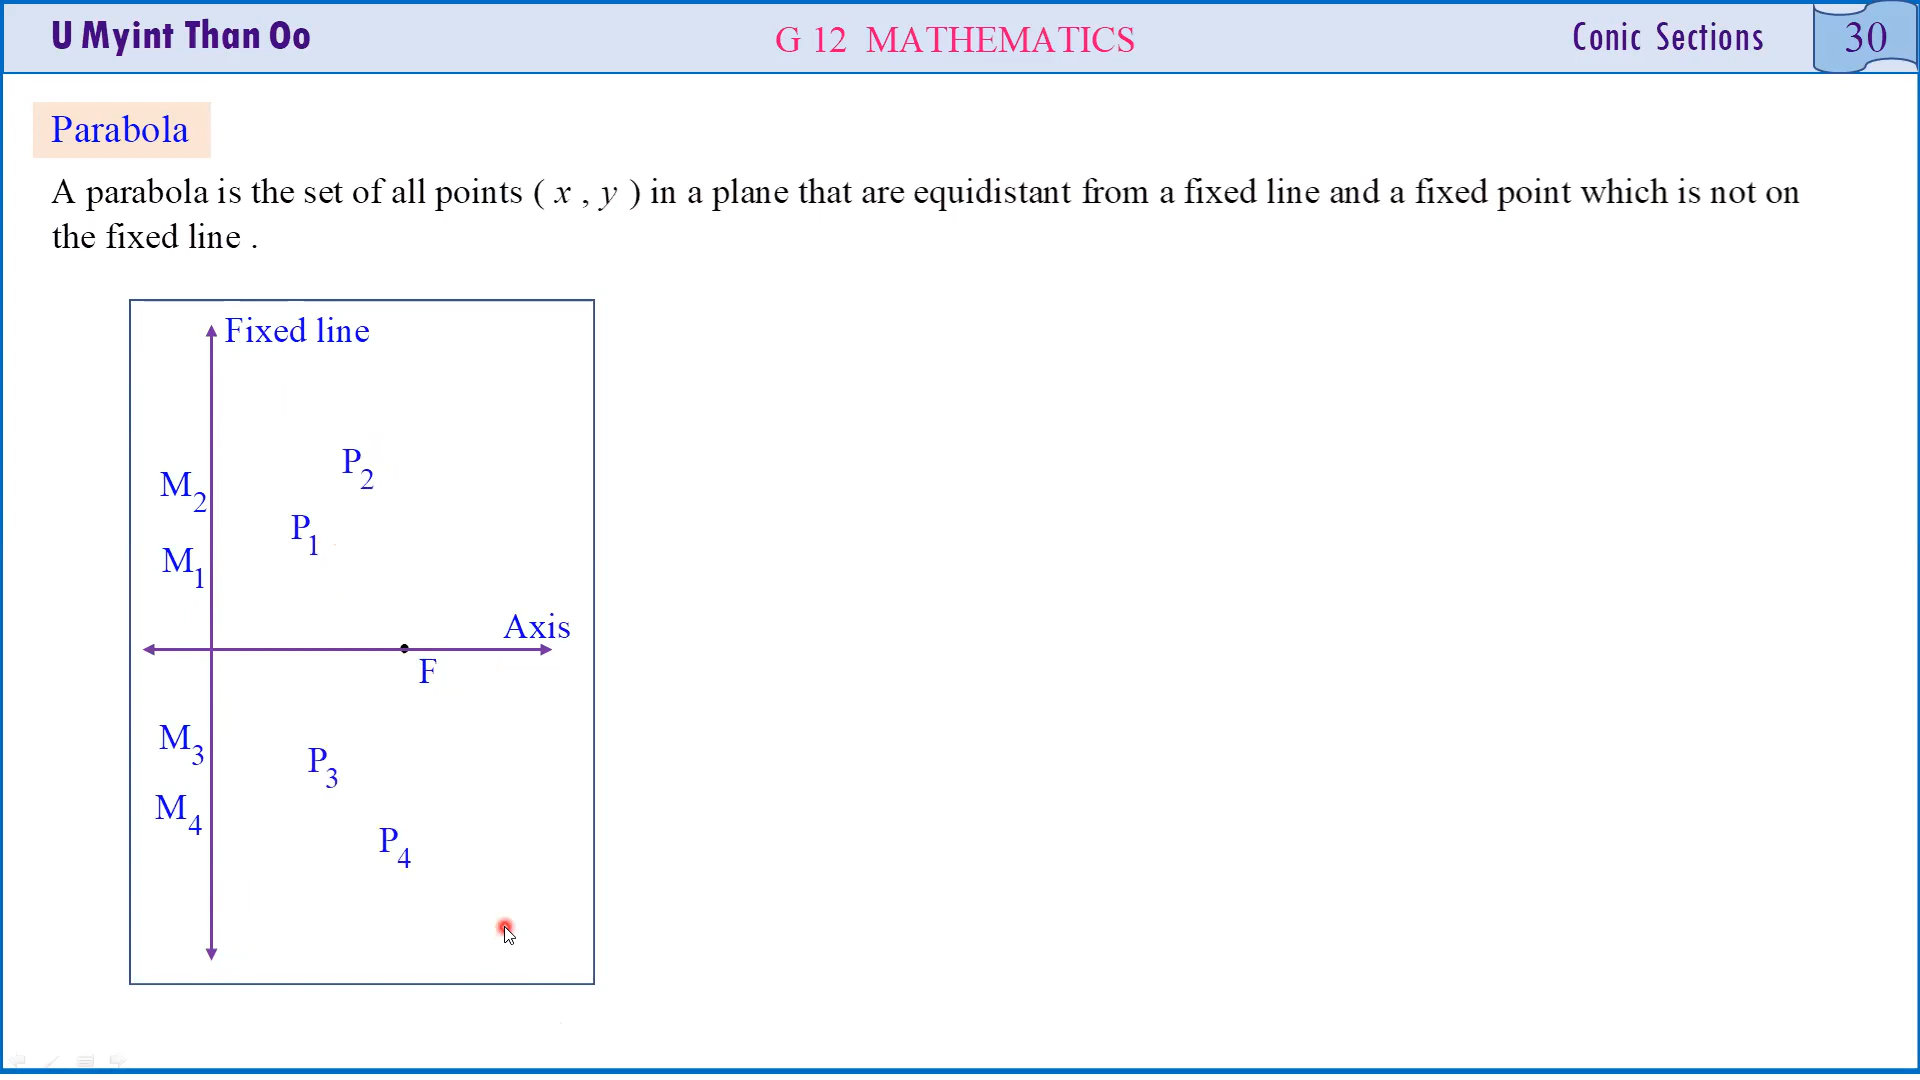 U Myint Than Oo
G 12 MATHEMATICS
Conic Sections
30
Parabola
A parabola is the set of all points ( x , y ) in a plane that are equidistant from a fixed line and a fixed point which is not on
the fixed line .
Fixed line
P₂
M₂
P₁
M₁
Axis
F
M₃
P₃
M₄
P₄